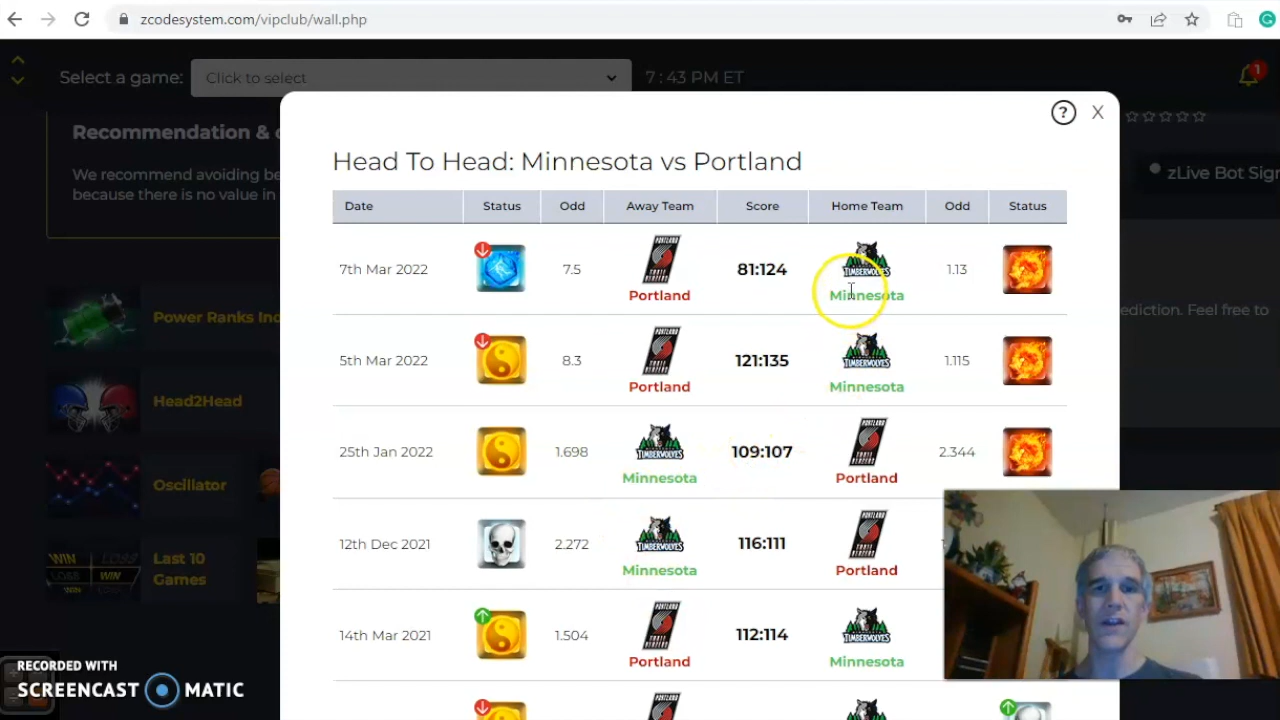 zcodesystem.com/vipclub/wall.php
Select a game: Click to select 7 : 43 PM ET 1
? X
Recommendation & c
We recommend avoiding be
because there is no value in
zLive Bot Sign
Head To Head: Minnesota vs Portland
Date Status Odd Away Team Score Home Team Odd Status
7th Mar 2022 7.5 Portland 81:124 Minnesota 1.13
5th Mar 2022 8.3 Portland 121:135 Minnesota 1.115
25th Jan 2022 1.698 Minnesota 109:107 Portland 2.344
12th Dec 2021 2.272 Minnesota 116:111 Portland
14th Mar 2021 1.504 Portland 112:114 Minnesota
ediction. Feel free to
Power Ranks Ind
Head2Head
Oscillator
WIN LOSS
LOSS WIN
Last 10
Games
RECORDED WITH
SCREENCAST MATIC